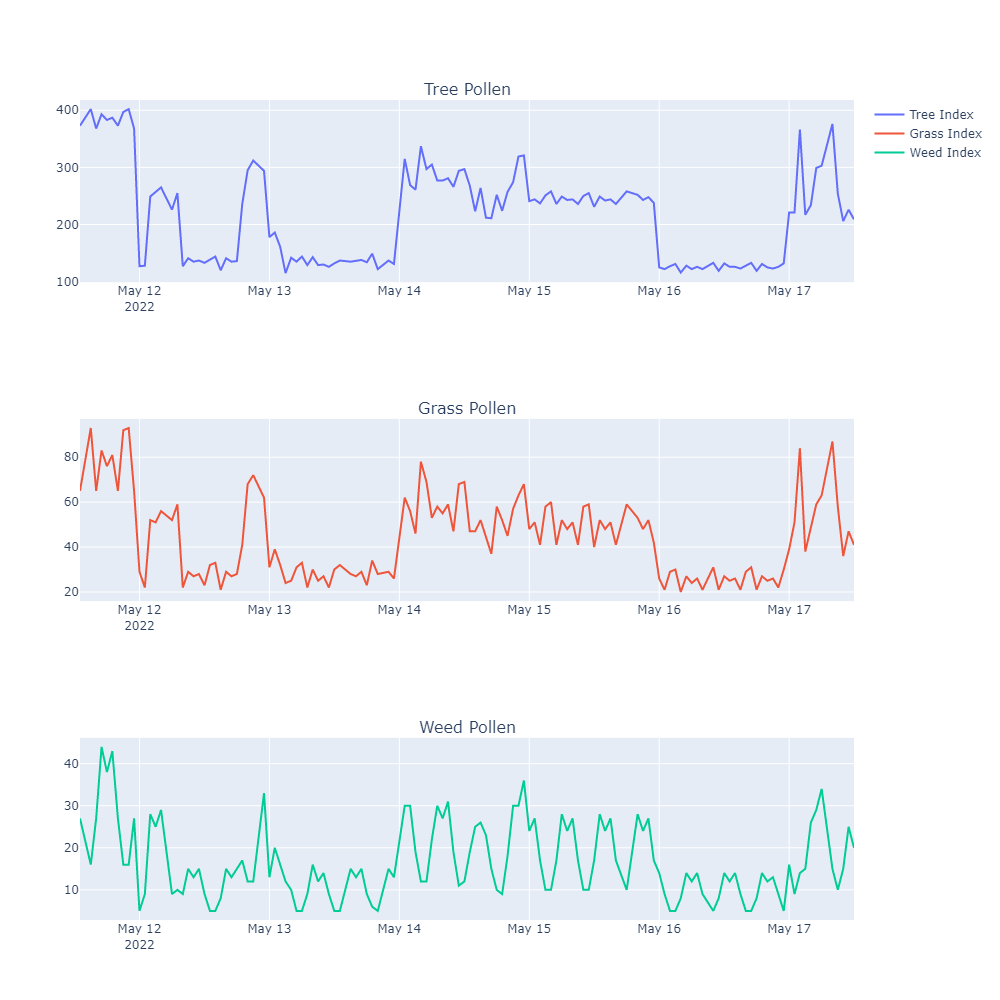 Tree Pollen
400
300
200
100
May 12
2022
May 13
May 14
May 15
May 16
May 17
Tree Index
Grass Index
Weed Index
Grass Pollen
80
60
40
20
May 12
2022
May 13
May 14
May 15
May 16
May 17
Weed Pollen
40
30
20
10
May 12
2022
May 13
May 14
May 15
May 16
May 17